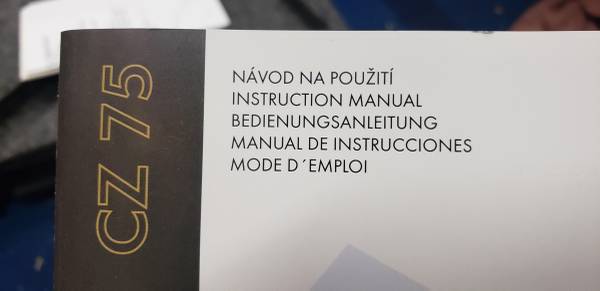 CZ 75
NÁVOD NA POUŽITÍ
INSTRUCTION MANUAL
BEDIENUNGSANLEITUNG
MANUAL DE INSTRUCCIONES
MODE D´EMPLOI